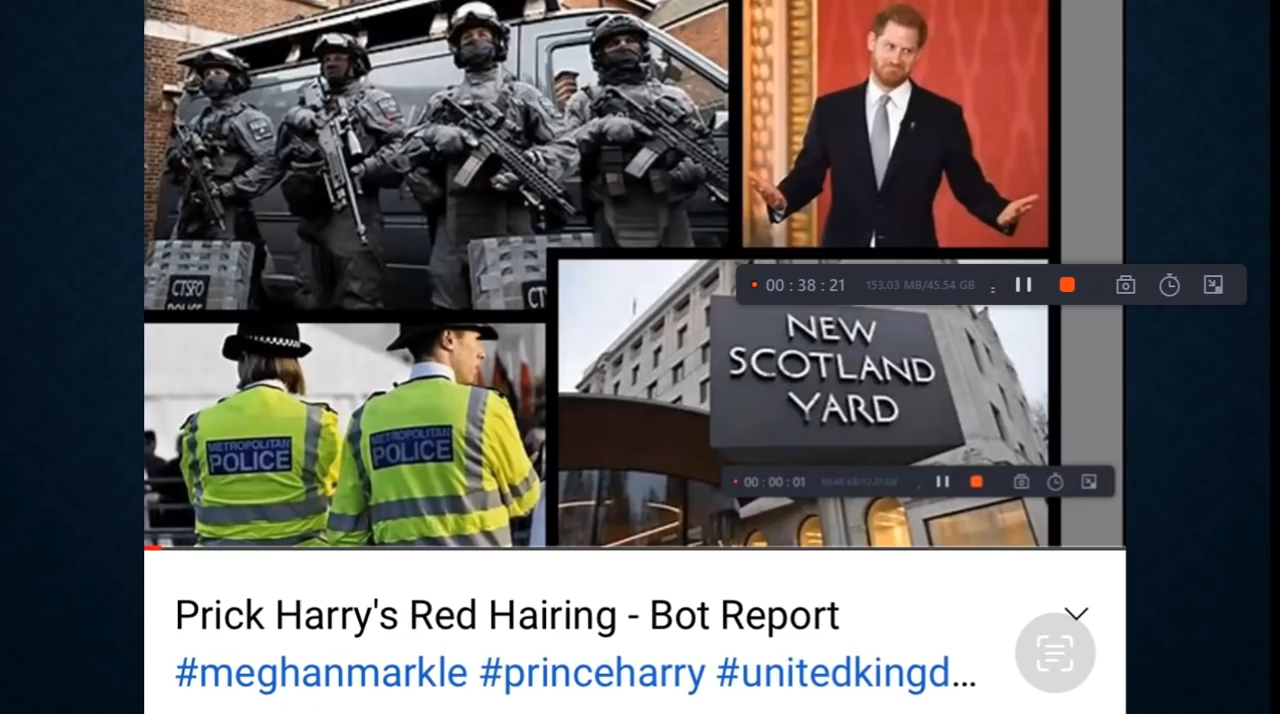 CTSFO
POLICE
CT
METROPOLITAN
POLICE
METROPOLITAN
POLICE
NEW
SCOTLAND
YARD
00 : 38 : 21 153.03 MB/45.54 GB
00 : 00 : 01
Prick Harry's Red Hairing - Bot Report
#meghanmarkle #princeharry #unitedkingd...